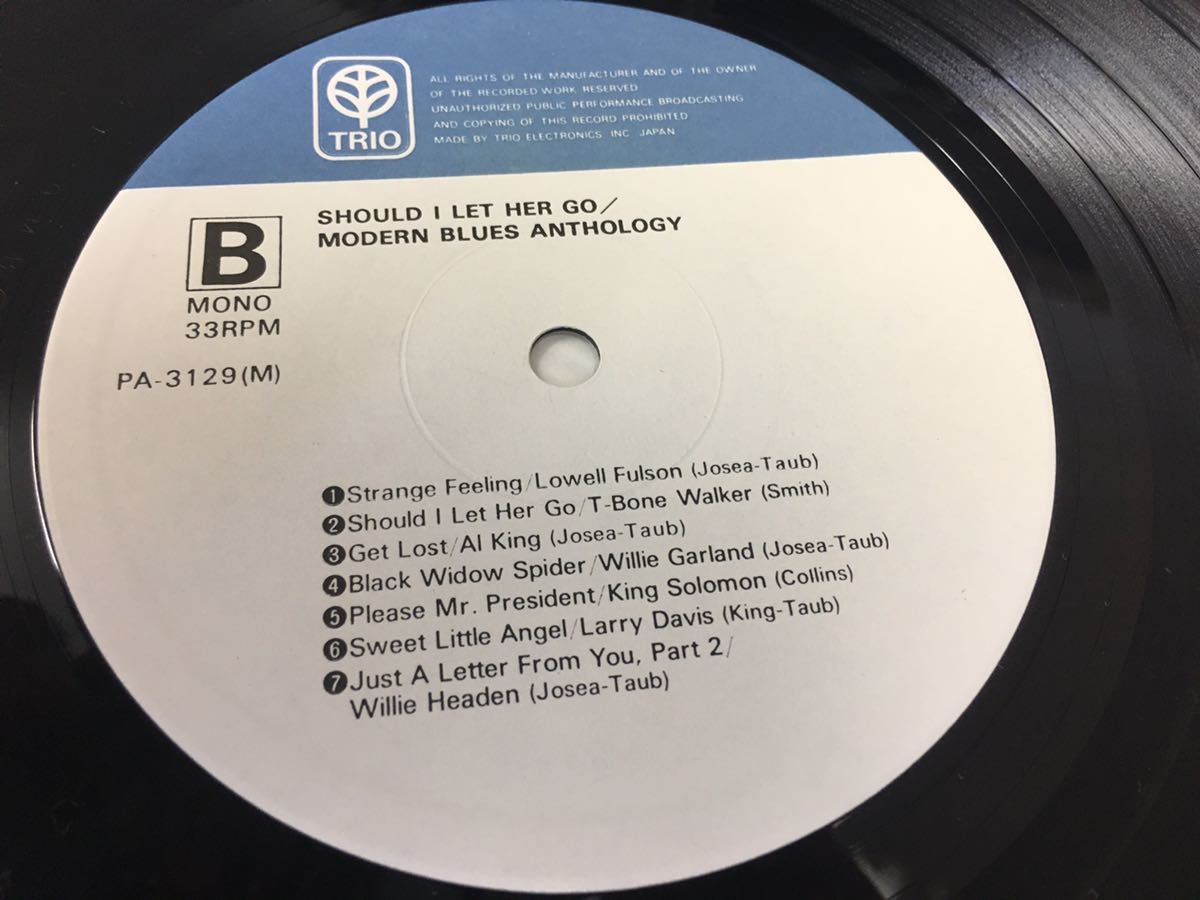 TRIO
ALL RIGHTS OF THE MANUFACTURER AND OF THE OWNER
OF THE RECORDED WORK RESERVED
UNAUTHORIZED PUBLIC PERFORMANCE BROADCASTING
AND COPYING OF THIS RECORD PROHIBITED
MADE BY TRIO ELECTRONICS INC JAPAN
SHOULD I LET HER GO/
MODERN BLUES ANTHOLOGY
B
MONO
33RPM
PA-3129(M)
❶Strange Feeling/Lowell Fulson (Josea-Taub)
❷Should I Let Her Go/T-Bone Walker (Smith)
❸Get Lost/Al King (Josea-Taub)
❹Black Widow Spider/Willie Garland (Josea-Taub)
❺Please Mr. President/King Solomon (Collins)
❻Sweet Little Angel/Larry Davis (King-Taub)
❼Just A Letter From You, Part 2/
Willie Headen (Josea-Taub)